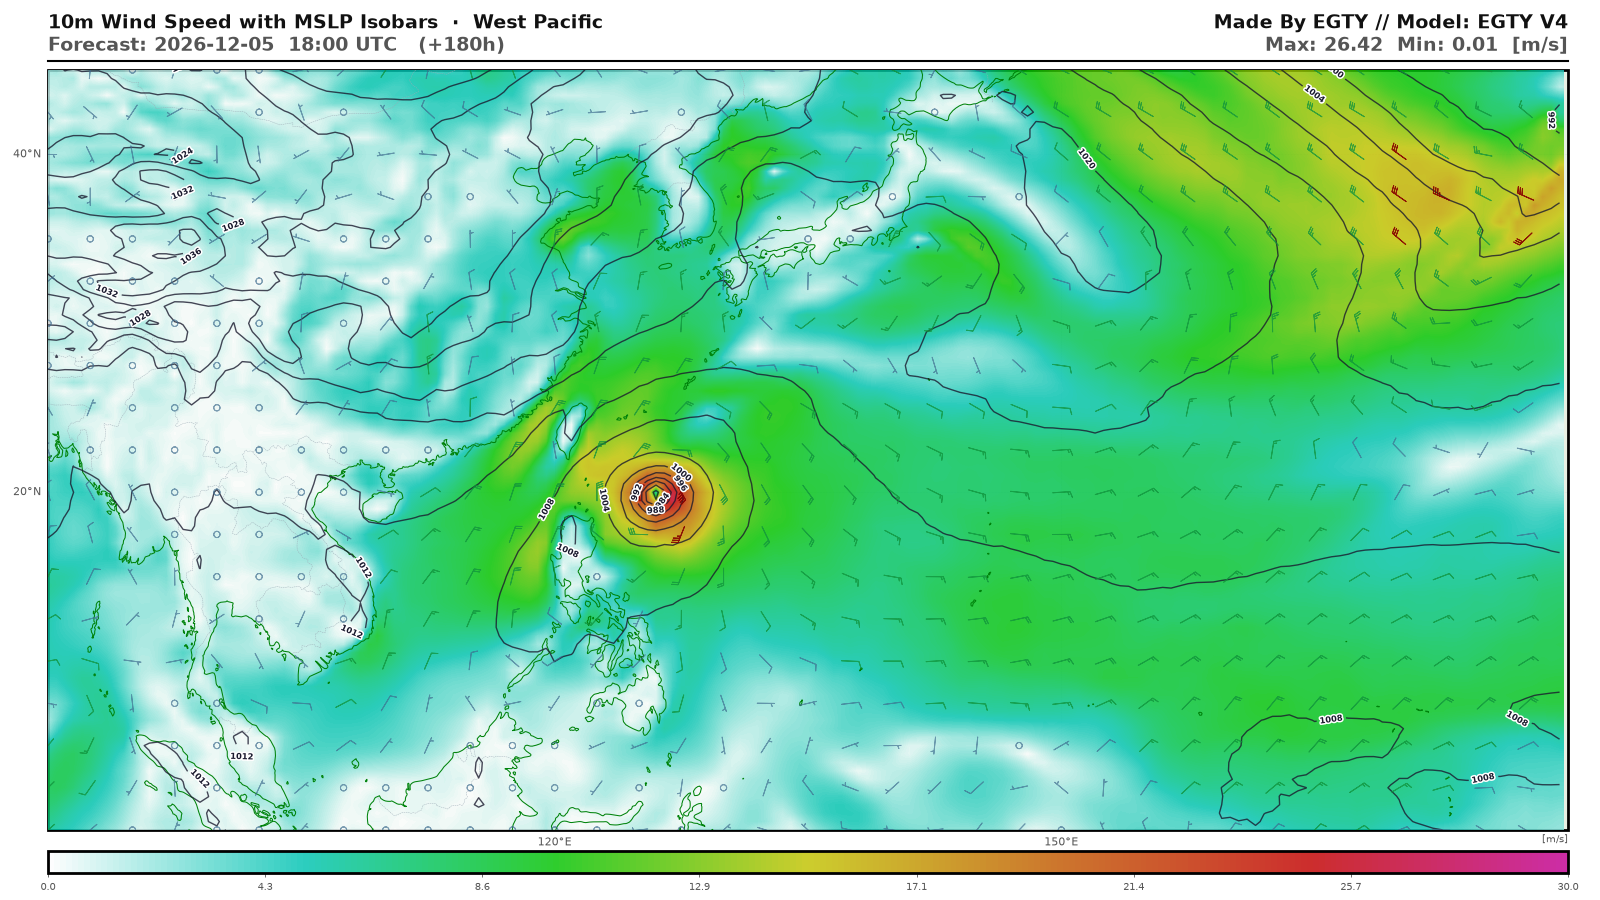 10m Wind Speed with MSLP Isobars · West Pacific
Made By EGTY // Model: EGTY V4
Forecast: 2026-12-05 18:00 UTC (+180h)
Max: 26.42 Min: 0.01 [m/s]
1004
992
40°N
1024
1020
1032
1028
1036
1032
1028
20°N
1000
996
992
984
988
1004
1008
1008
1012
1012
1008
1008
1012
1012
1008
120°E
150°E
[m/s]
0.0 4.3 8.6 12.9 17.1 21.4 25.7 30.0